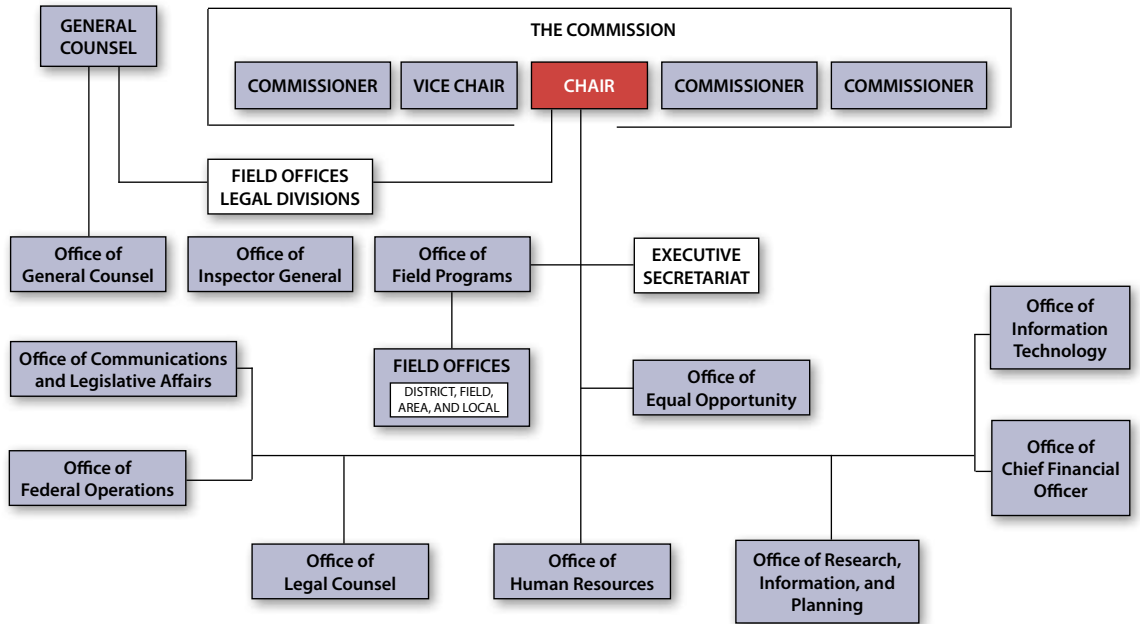 GENERAL
COUNSEL
THE COMMISSION
COMMISSIONER
VICE CHAIR
CHAIR
COMMISSIONER
COMMISSIONER
FIELD OFFICES
LEGAL DIVISIONS
Office of
General Counsel
Office of
Inspector General
Office of
Field Programs
EXECUTIVE
SECRETARIAT
Office of
Information
Technology
Office of Communications
and Legislative Affairs
FIELD OFFICES
DISTRICT, FIELD,
AREA, AND LOCAL
Office of
Equal Opportunity
Office of
Federal Operations
Office of
Chief Financial
Officer
Office of
Legal Counsel
Office of
Human Resources
Office of Research,
Information, and
Planning